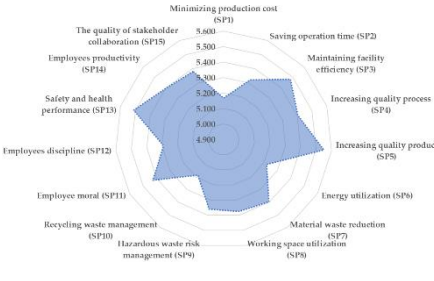 Minimizing production cost
(SP1)
Saving operation time (SP2)
Maintaining facility
efficiency (SP3)
Increasing quality process
(SP4)
Increasing quality produc
(SP5)
Energy utilization (SP6)
Material waste reduction
(SP7)
Working space utilization
(SP8)
Hazardous waste risk
management (SP9)
Recycling waste management
(SP10)
Employee moral (SP11)
Employees discipline (SP12)
Safety and health
performance (SP13)
Employees productivity
(SP14)
The quality of stakeholder
collaboration (SP15)
5.600
5.500
5.400
5.300
5.200
5.100
5.000
4.900